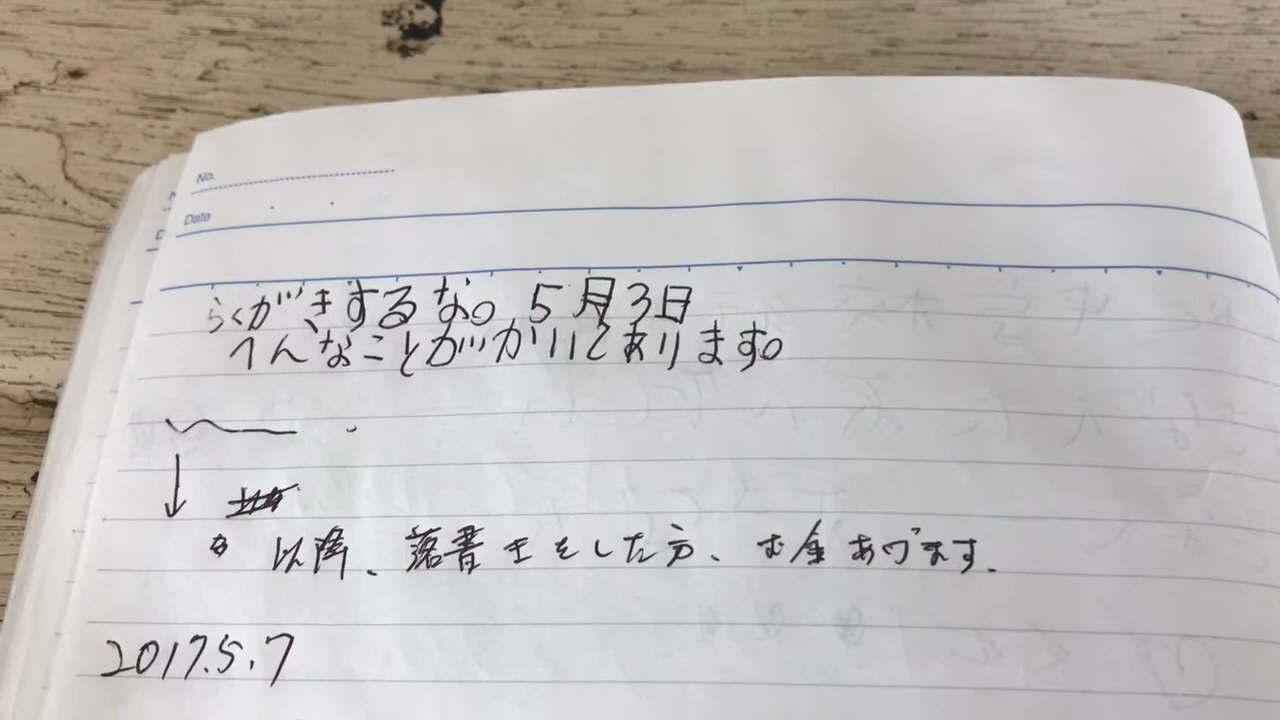 No.
Date
らくがきするな。5月3日
へんなことがかいてあります。
以降、落書きをした方、お金あげます.
2017.5.7